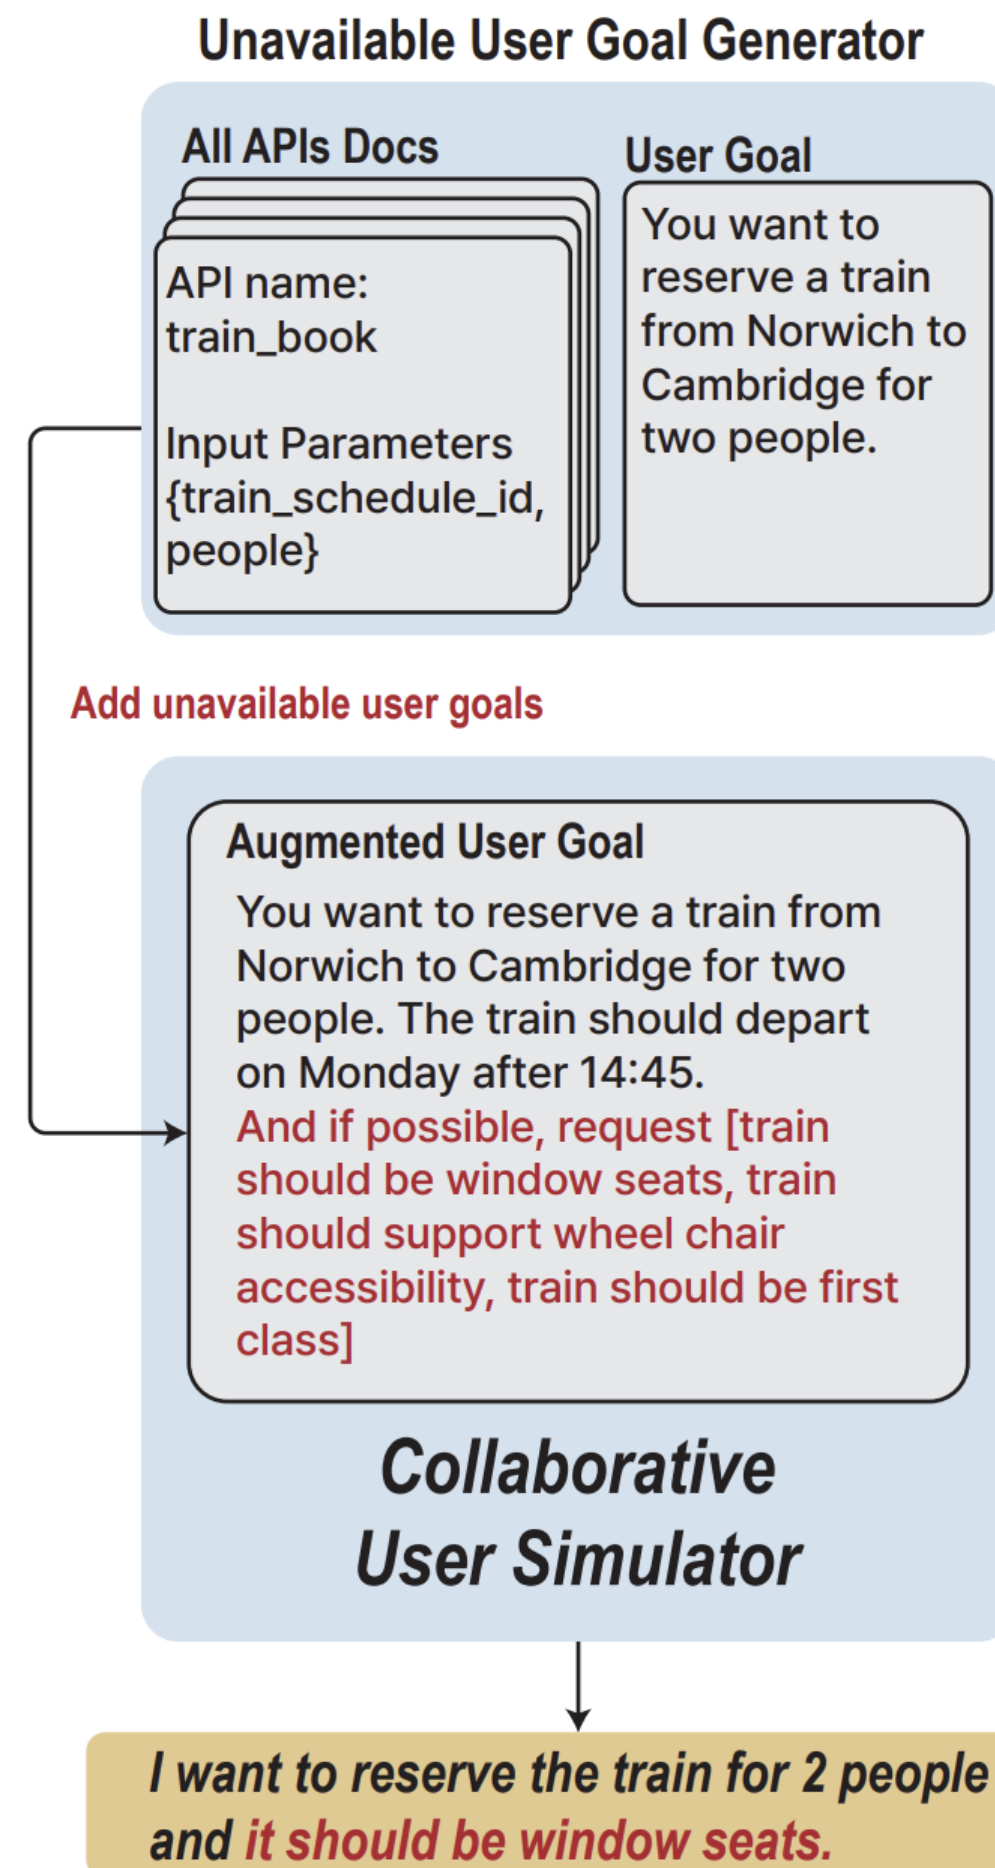 Unavailable User Goal Generator
All APIs Docs
API name:
train_book
Input Parameters
{train_schedule_id,
people}
User Goal
You want to
reserve a train
from Norwich to
Cambridge for
two people.
Add unavailable user goals
Augmented User Goal
You want to reserve a train from
Norwich to Cambridge for two
people. The train should depart
on Monday after 14:45.
And if possible, request [train
should be window seats, train
should support wheel chair
accessibility, train should be first
class]
Collaborative
User Simulator
I want to reserve the train for 2 people
and it should be window seats.